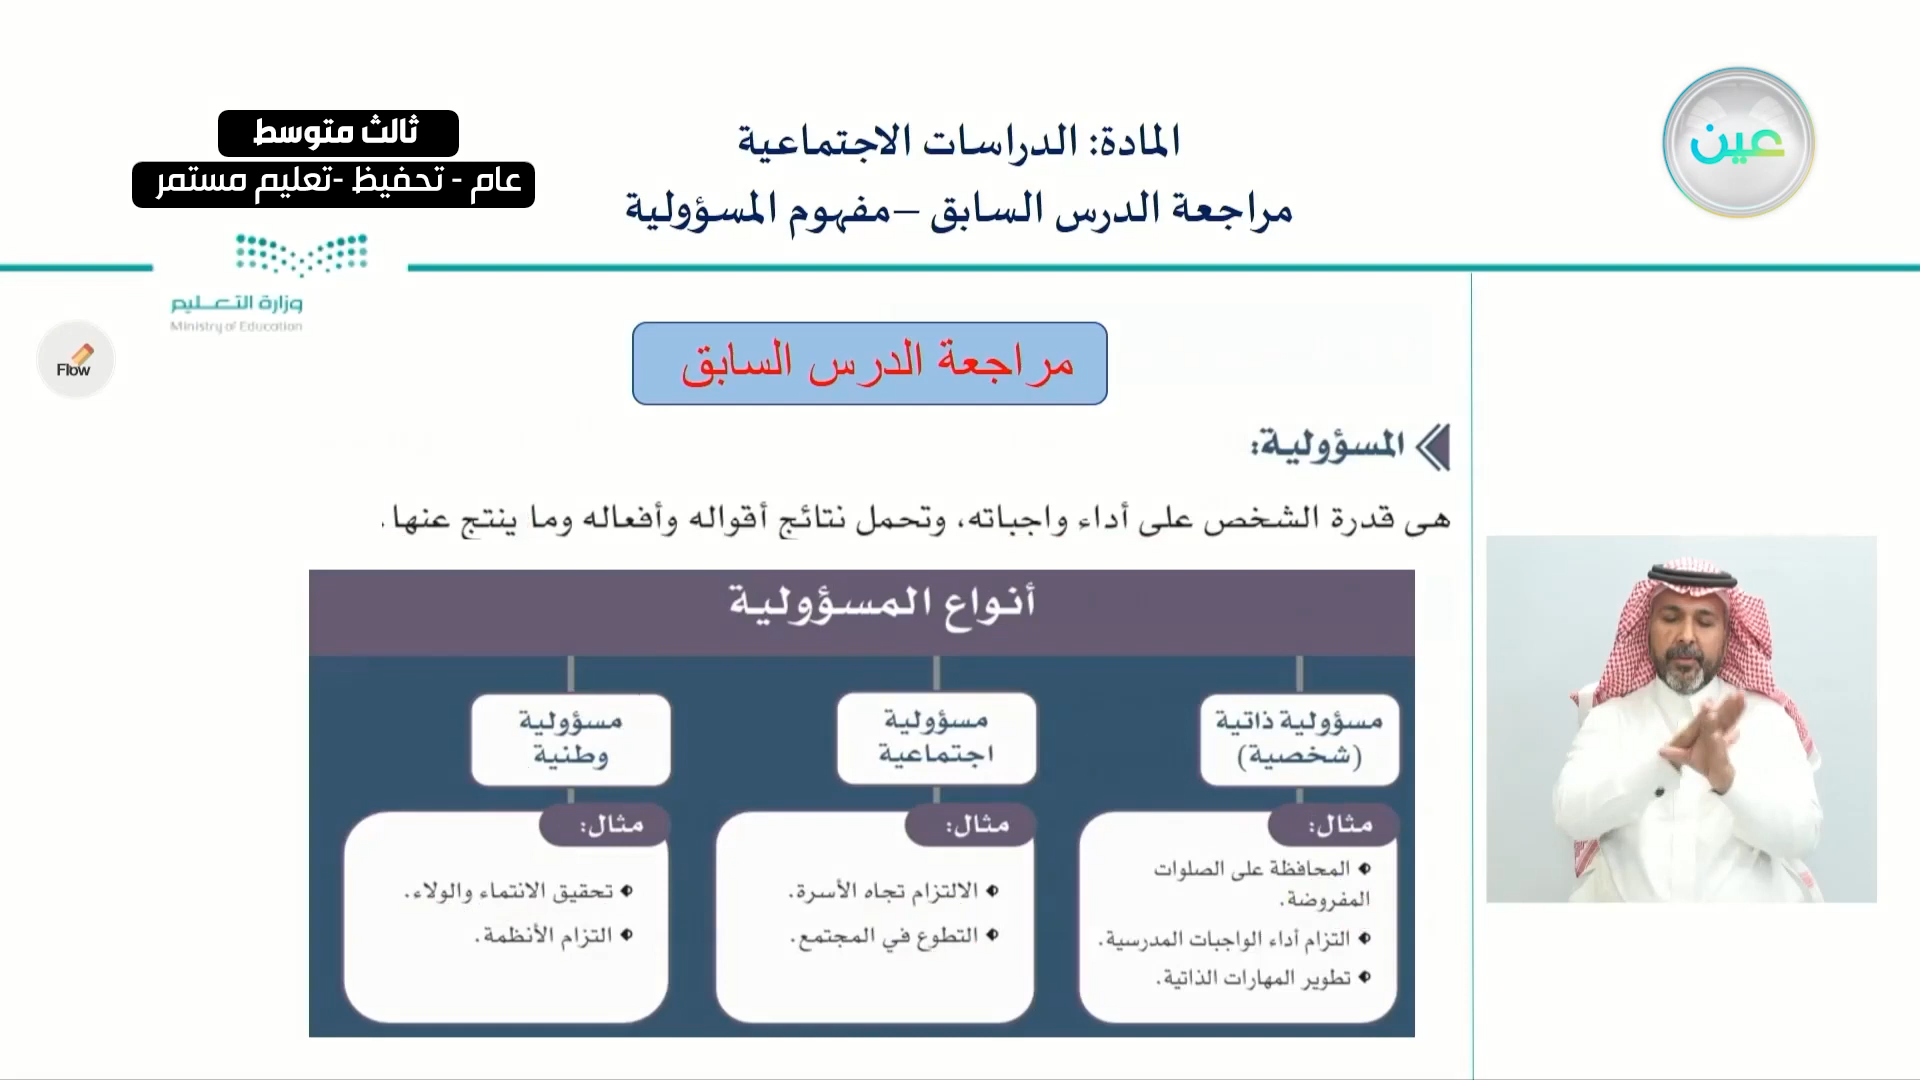 عين
المادة: الدراسات الاجتماعية
مراجعة الدرس السابق – مفهوم المسؤولية
ثالث متوسط
عام - تحفيظ -تعليم مستمر
وزارة التعليم
Ministry of Education
Flow
مراجعة الدرس السابق
المسؤولية:
هى قدرة الشخص على أداء واجباته، وتحمل نتائج أقواله وأفعاله وما ينتج عنها.
أنواع المسؤولية
مسؤولية ذاتية
(شخصية)
مثال:
المحافظة على الصلوات
المفروضة.
التزام أداء الواجبات المدرسية.
تطوير المهارات الذاتية.
مسؤولية
اجتماعية
مثال:
الالتزام تجاه الأسرة.
التطوع في المجتمع.
مسؤولية
وطنية
مثال:
تحقيق الانتماء والولاء.
التزام الأنظمة.